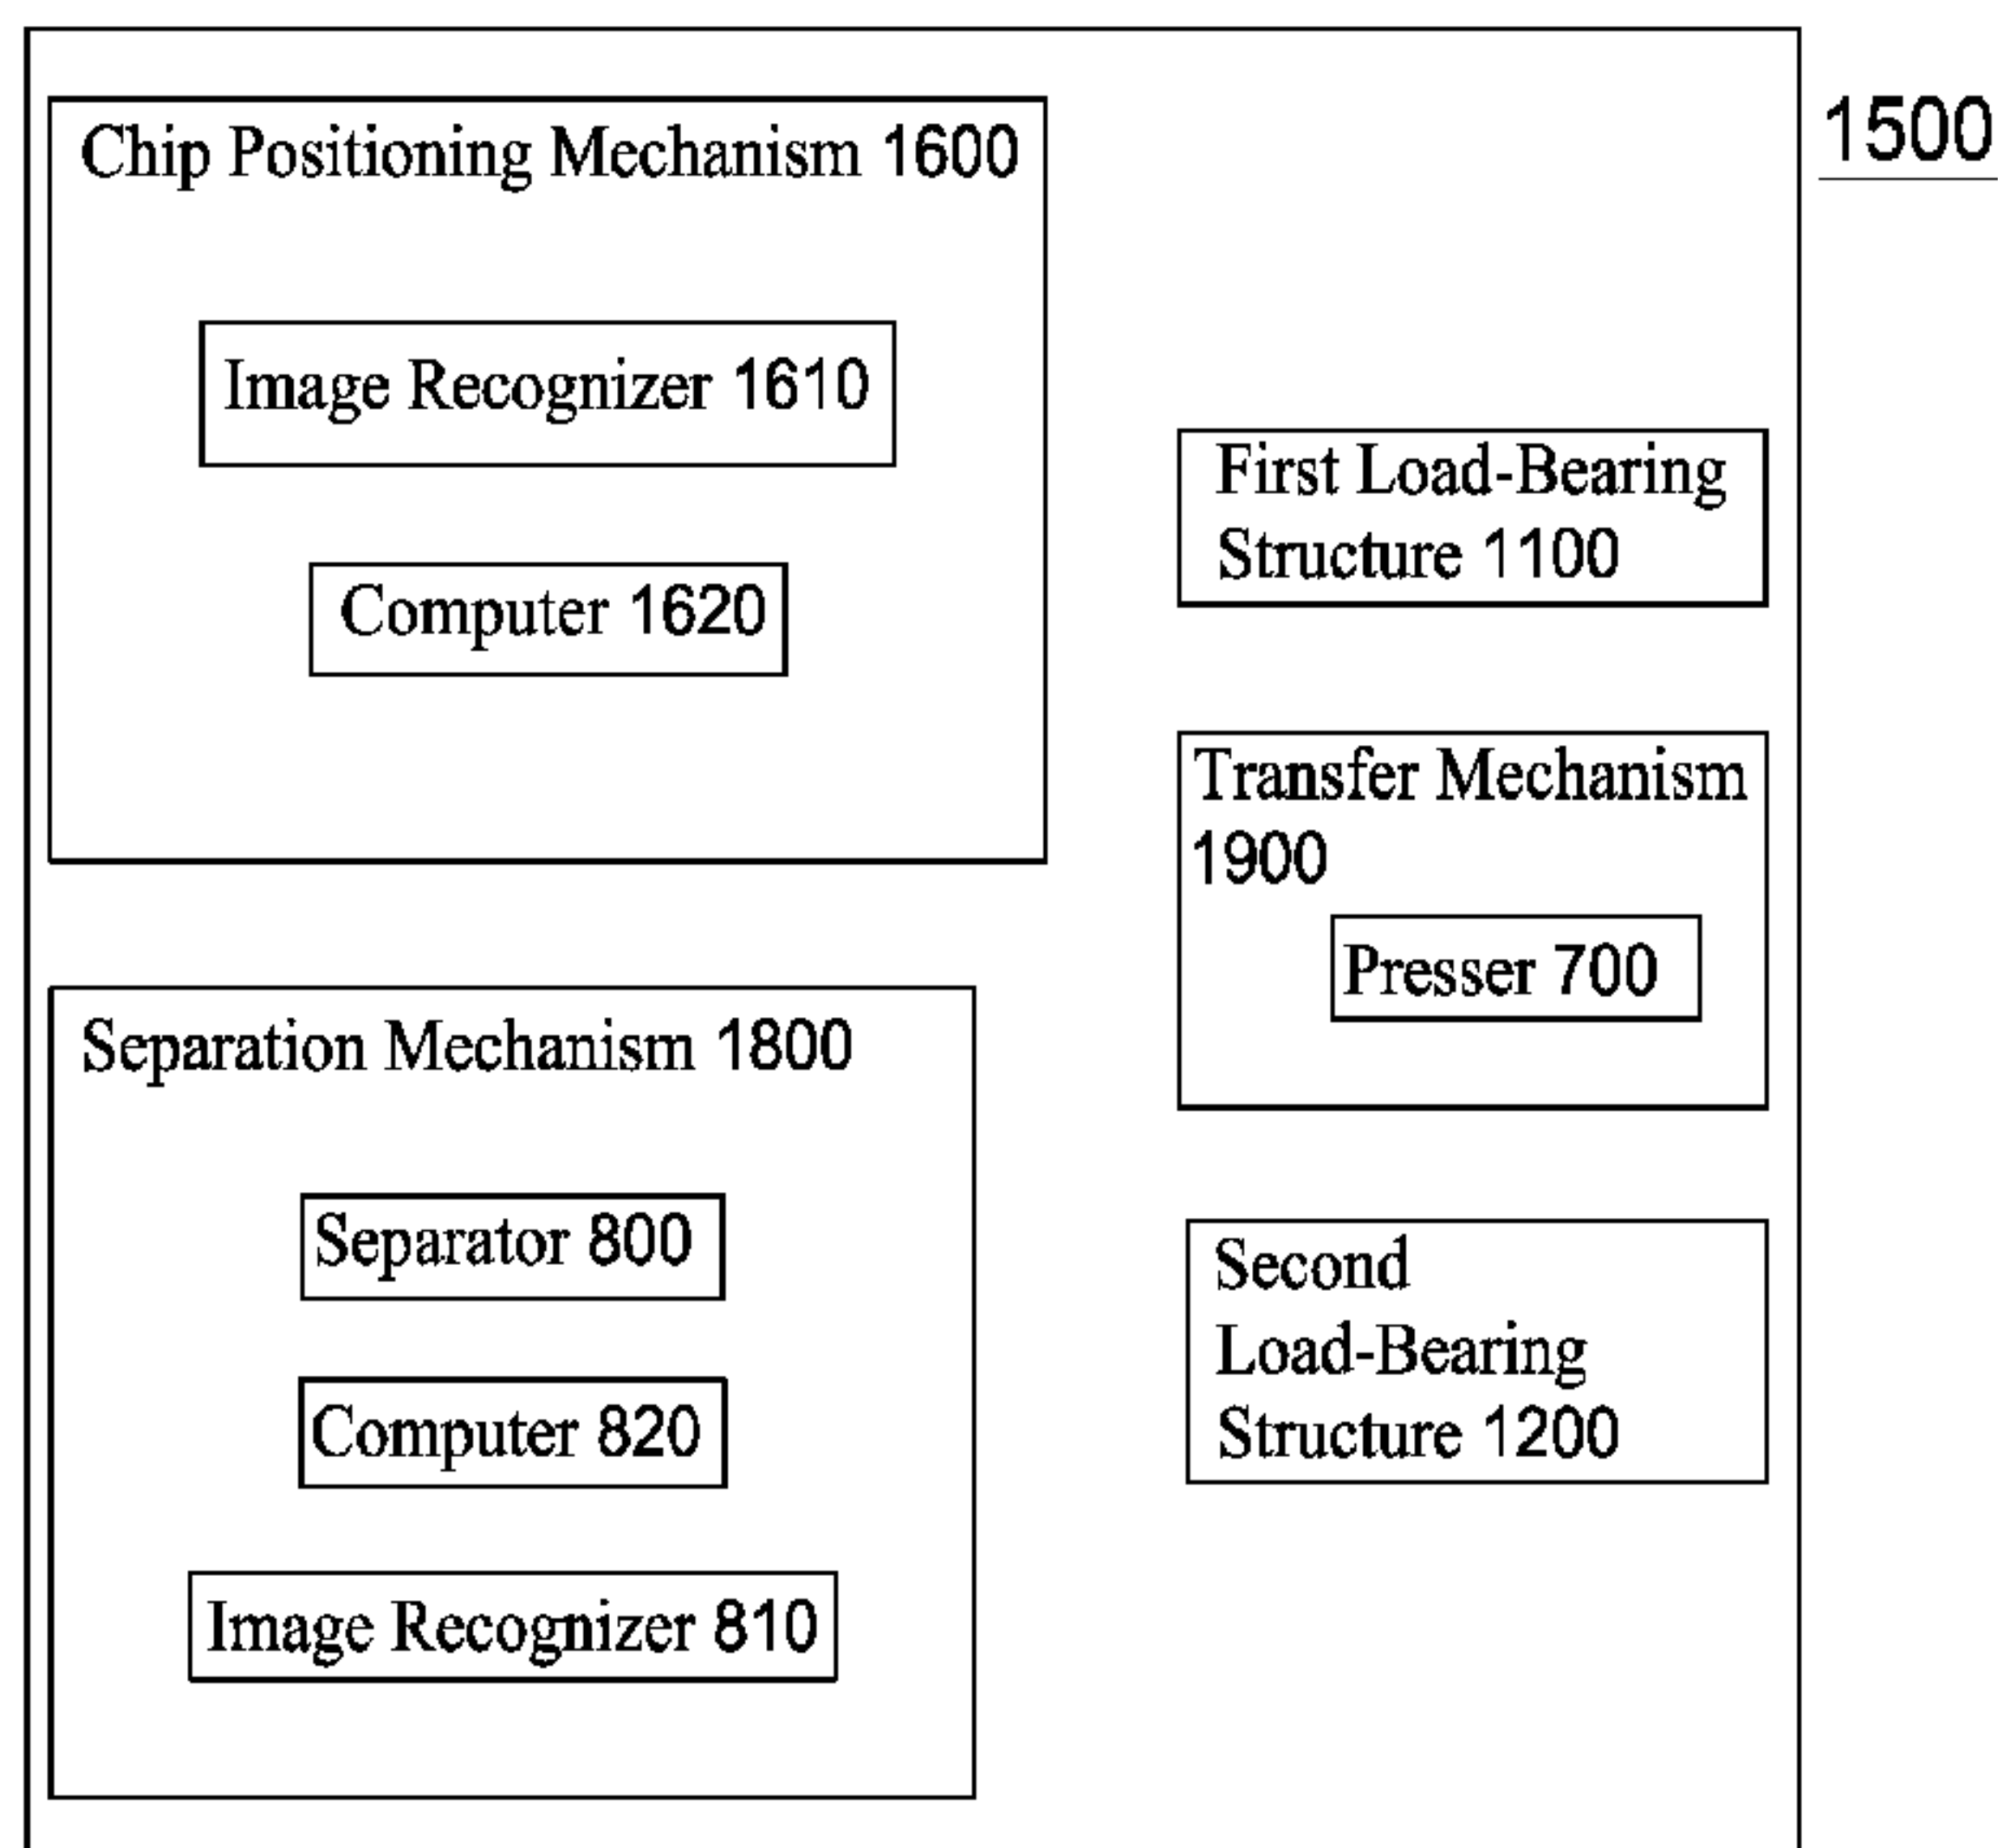 Chip Positioning Mechanism 1600
Image Recognizer 1610
Computer 1620
Separation Mechanism 1800
Separator 800
Computer 820
Image Recognizer 810
First Load-Bearing
Structure 1100
Transfer Mechanism
1900
Presser 700
Second
Load-Bearing
Structure 1200
1500